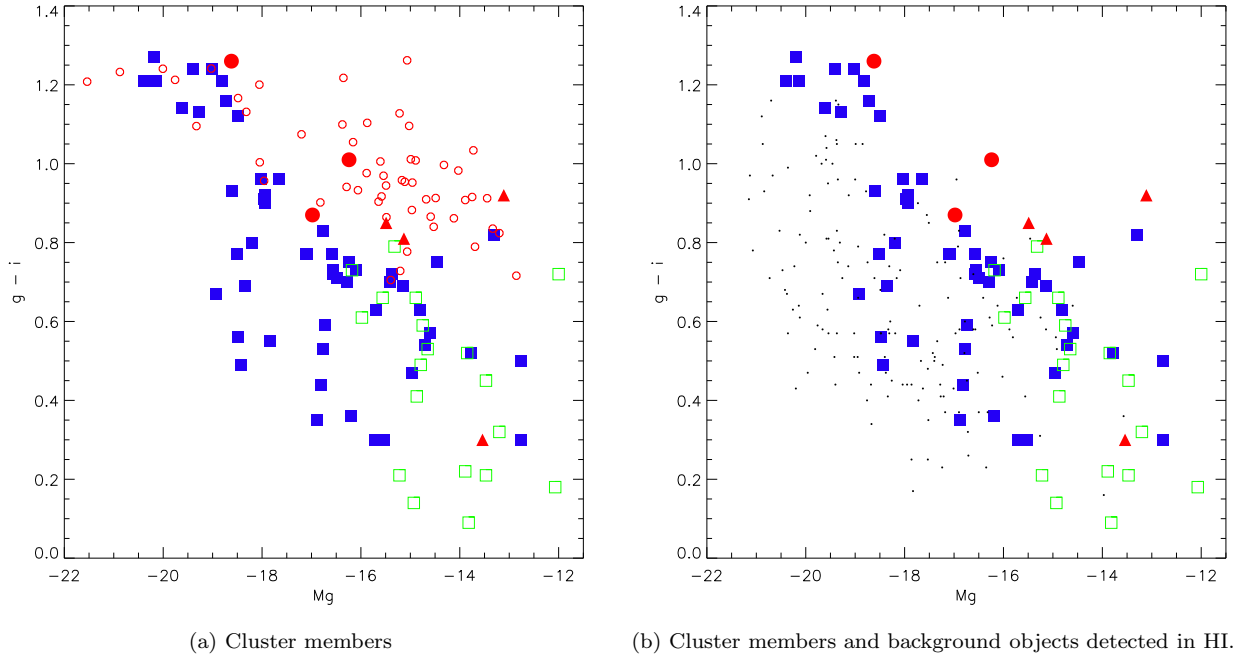 1.4
1.2
1.0
0.8
0.6
0.4
0.2
0.0
g − i
−22 −20 −18 −16 −14 −12
Mg
(a) Cluster members
1.4
1.2
1.0
0.8
0.6
0.4
0.2
0.0
g − i
−22 −20 −18 −16 −14 −12
Mg
(b) Cluster members and background objects detected in HI.